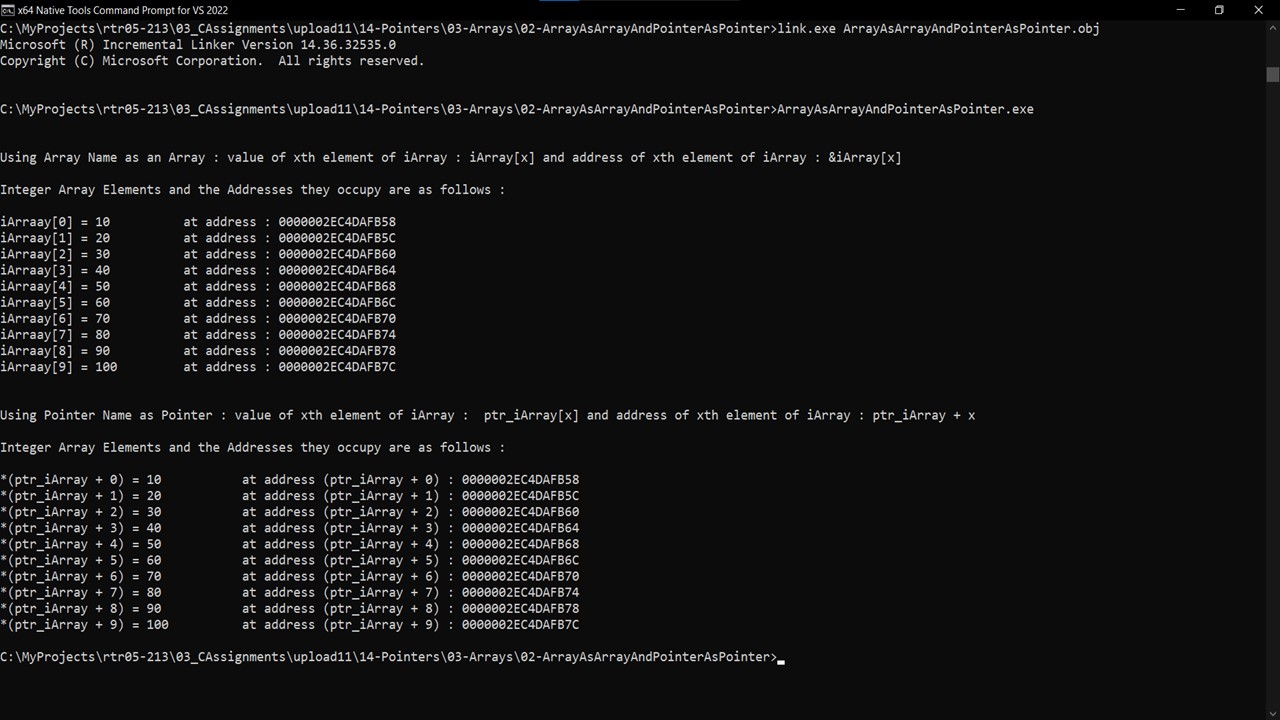 x64 Native Tools Command Prompt for VS 2022
C:\MyProjects\rtr05-213\03_CAssignments\upload11\14-Pointers\03-Arrays\02-ArrayAsArrayAndPointerAsPointer>link.exe ArrayAsArrayAndPointerAsPointer.obj
Microsoft (R) Incremental Linker Version 14.36.32535.0
Copyright (C) Microsoft Corporation.  All rights reserved.
C:\MyProjects\rtr05-213\03_CAssignments\upload11\14-Pointers\03-Arrays\02-ArrayAsArrayAndPointerAsPointer>ArrayAsArrayAndPointerAsPointer.exe
Using Array Name as an Array : value of xth element of iArray : iArray[x] and address of xth element of iArray : &iArray[x]
Integer Array Elements and the Addresses they occupy are as follows :
iArraay[0] = 10         at address : 0000002EC4DAFB58
iArraay[1] = 20         at address : 0000002EC4DAFB5C
iArraay[2] = 30         at address : 0000002EC4DAFB60
iArraay[3] = 40         at address : 0000002EC4DAFB64
iArraay[4] = 50         at address : 0000002EC4DAFB68
iArraay[5] = 60         at address : 0000002EC4DAFB6C
iArraay[6] = 70         at address : 0000002EC4DAFB70
iArraay[7] = 80         at address : 0000002EC4DAFB74
iArraay[8] = 90         at address : 0000002EC4DAFB78
iArraay[9] = 100         at address : 0000002EC4DAFB7C
Using Pointer Name as Pointer : value of xth element of iArray :  ptr_iArray[x] and address of xth element of iArray : ptr_iArray + x
Integer Array Elements and the Addresses they occupy are as follows :
*(ptr_iArray + 0) = 10           at address (ptr_iArray + 0) : 0000002EC4DAFB58
*(ptr_iArray + 1) = 20           at address (ptr_iArray + 1) : 0000002EC4DAFB5C
*(ptr_iArray + 2) = 30           at address (ptr_iArray + 2) : 0000002EC4DAFB60
*(ptr_iArray + 3) = 40           at address (ptr_iArray + 3) : 0000002EC4DAFB64
*(ptr_iArray + 4) = 50           at address (ptr_iArray + 4) : 0000002EC4DAFB68
*(ptr_iArray + 5) = 60           at address (ptr_iArray + 5) : 0000002EC4DAFB6C
*(ptr_iArray + 6) = 70           at address (ptr_iArray + 6) : 0000002EC4DAFB70
*(ptr_iArray + 7) = 80           at address (ptr_iArray + 7) : 0000002EC4DAFB74
*(ptr_iArray + 8) = 90           at address (ptr_iArray + 8) : 0000002EC4DAFB78
*(ptr_iArray + 9) = 100          at address (ptr_iArray + 9) : 0000002EC4DAFB7C
C:\MyProjects\rtr05-213\03_CAssignments\upload11\14-Pointers\03-Arrays\02-ArrayAsArrayAndPointerAsPointer>